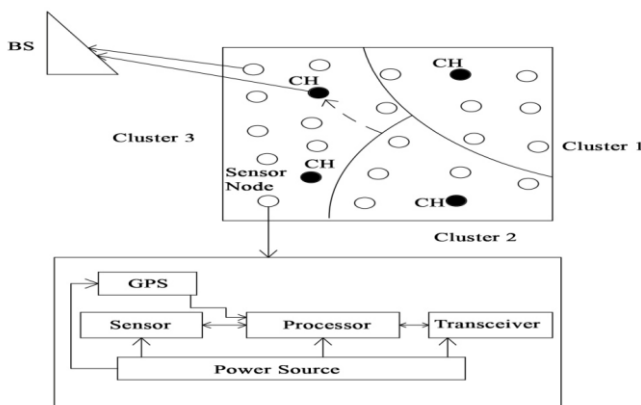 BS
CH
CH
Cluster 3
Cluster 1
CH
Sensor
Node
CH
Cluster 2
GPS
Sensor
Processor
Transceiver
Power Source